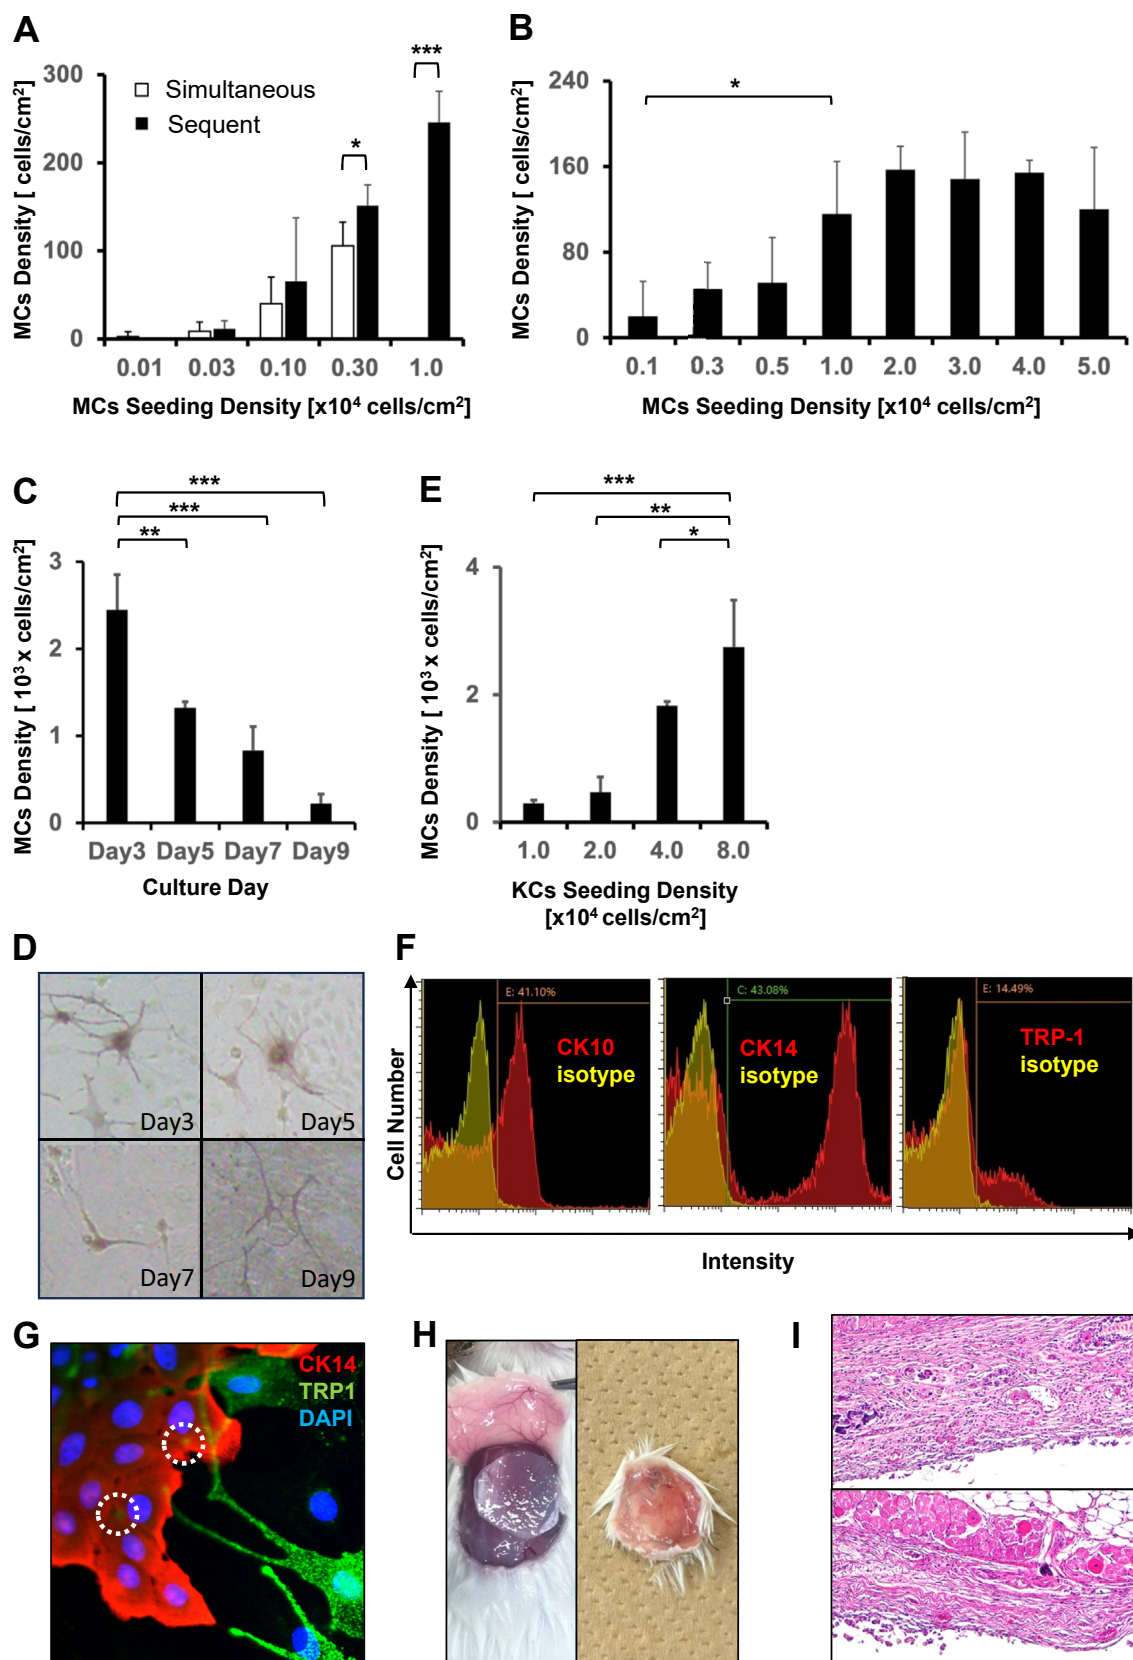 A
MCs Density [ cells/cm²]
300
200
100
0
Simultaneous
Sequent
*
***
0.01 0.03 0.10 0.30 1.0
MCs Seeding Density [x10⁴ cells/cm²]
B
MCs Density [ cells/cm²]
240
160
80
0
*
0.1 0.3 0.5 1.0 2.0 3.0 4.0 5.0
MCs Seeding Density [x10⁴ cells/cm²]
C
MCs Density [ 10³ x cells/cm²]
***
***
**
3
2
1
0
Day3 Day5 Day7 Day9
Culture Day
E
MCs Density [ 10³ x cells/cm²]
***
**
*
4
2
0
1.0 2.0 4.0 8.0
KCs Seeding Density
[x10⁴ cells/cm²]
D
Day3
Day5
Day7
Day9
F
Cell Number
E: 41.10%
CK10
isotype
C: 43.08%
CK14
isotype
E: 14.49%
TRP-1
isotype
Intensity
G
CK14
TRP1
DAPI
H
I